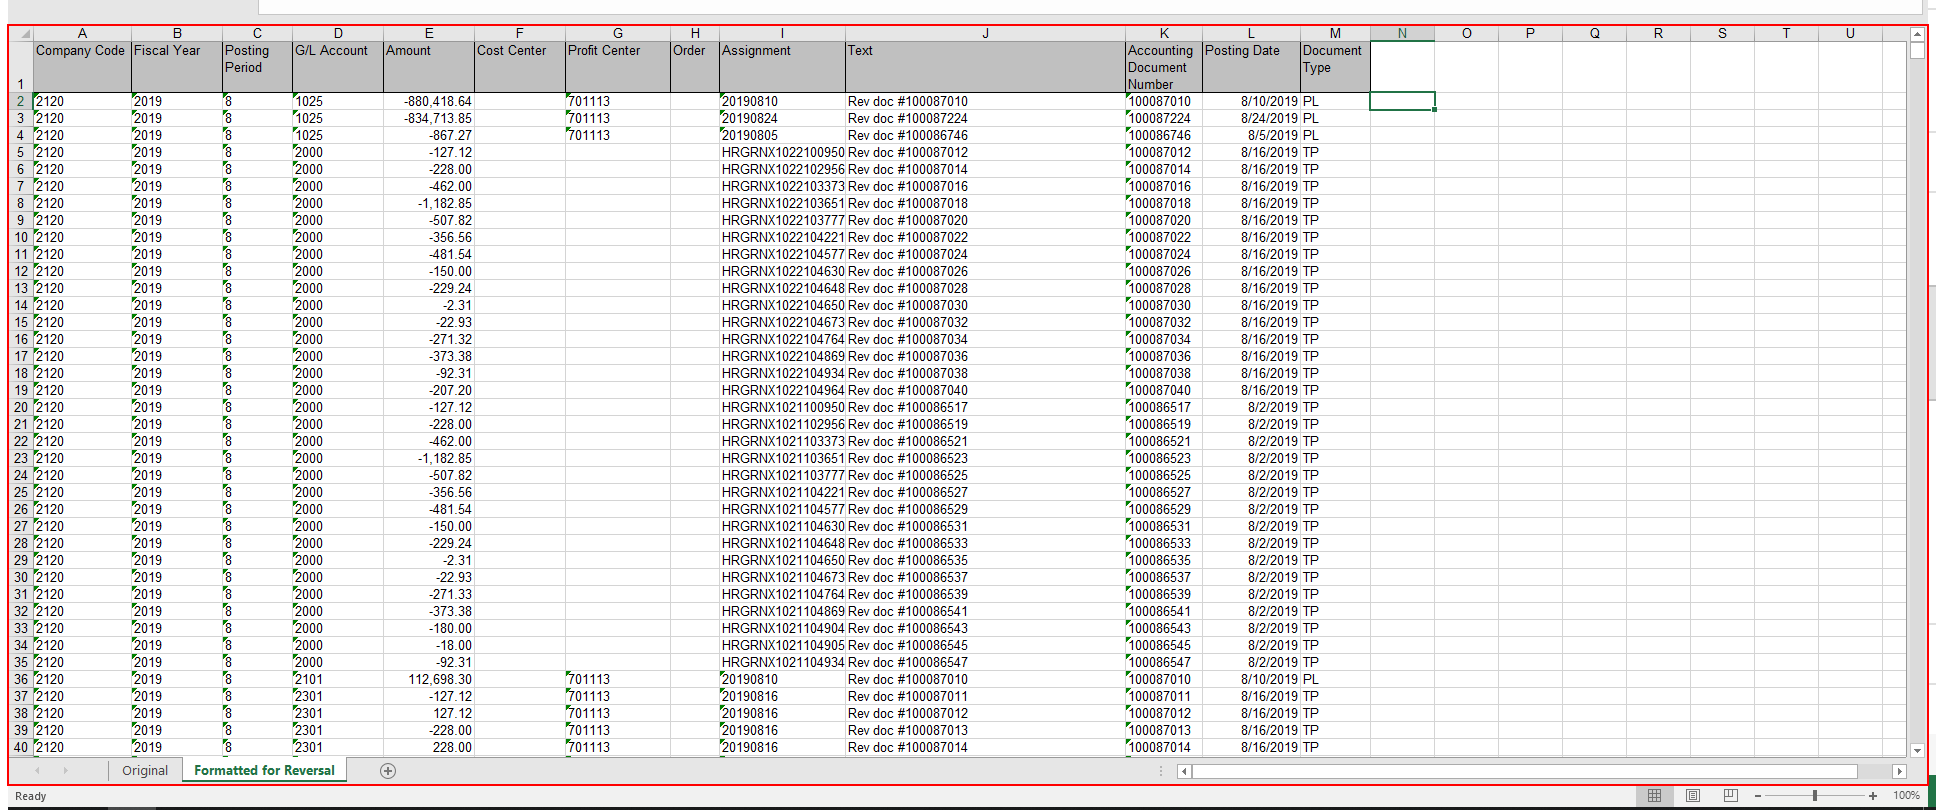 A B C D E F G H I J K L M N O P Q R S T U
Company Code Fiscal Year Posting G/L Account Amount Cost Center Profit Center Order Assignment Text Accounting Posting Date Document
Period Document Type
1 Number
2 2120 2019 8 1025 -880,418.64 701113 20190810 Rev doc #100087010 100087010 8/10/2019 PL
3 2120 2019 8 1025 -834,713.85 701113 20190824 Rev doc #100087224 100087224 8/24/2019 PL
4 2120 2019 8 1025 -867.27 701113 20190805 Rev doc #100086746 100086746 8/5/2019 PL
5 2120 2019 8 2000 -127.12 HRGRNX1022100950 Rev doc #100087012 100087012 8/16/2019 TP
6 2120 2019 8 2000 -228.00 HRGRNX1022102956 Rev doc #100087014 100087014 8/16/2019 TP
7 2120 2019 8 2000 -462.00 HRGRNX1022103373 Rev doc #100087016 100087016 8/16/2019 TP
8 2120 2019 8 2000 -1,182.85 HRGRNX1022103651 Rev doc #100087018 100087018 8/16/2019 TP
9 2120 2019 8 2000 -507.82 HRGRNX1022103777 Rev doc #100087020 100087020 8/16/2019 TP
10 2120 2019 8 2000 -356.56 HRGRNX1022104221 Rev doc #100087022 100087022 8/16/2019 TP
11 2120 2019 8 2000 -481.54 HRGRNX1022104577 Rev doc #100087024 100087024 8/16/2019 TP
12 2120 2019 8 2000 -150.00 HRGRNX1022104630 Rev doc #100087026 100087026 8/16/2019 TP
13 2120 2019 8 2000 -229.24 HRGRNX1022104648 Rev doc #100087028 100087028 8/16/2019 TP
14 2120 2019 8 2000 -2.31 HRGRNX1022104650 Rev doc #100087030 100087030 8/16/2019 TP
15 2120 2019 8 2000 -22.93 HRGRNX1022104673 Rev doc #100087032 100087032 8/16/2019 TP
16 2120 2019 8 2000 -271.32 HRGRNX1022104764 Rev doc #100087034 100087034 8/16/2019 TP
17 2120 2019 8 2000 -373.38 HRGRNX1022104869 Rev doc #100087036 100087036 8/16/2019 TP
18 2120 2019 8 2000 -92.31 HRGRNX1022104934 Rev doc #100087038 100087038 8/16/2019 TP
19 2120 2019 8 2000 -207.20 HRGRNX1022104964 Rev doc #100087040 100087040 8/16/2019 TP
20 2120 2019 8 2000 -127.12 HRGRNX1021100950 Rev doc #100086517 100086517 8/2/2019 TP
21 2120 2019 8 2000 -228.00 HRGRNX1021102956 Rev doc #100086519 100086519 8/2/2019 TP
22 2120 2019 8 2000 -462.00 HRGRNX1021103373 Rev doc #100086521 100086521 8/2/2019 TP
23 2120 2019 8 2000 -1,182.85 HRGRNX1021103651 Rev doc #100086523 100086523 8/2/2019 TP
24 2120 2019 8 2000 -507.82 HRGRNX1021103777 Rev doc #100086525 100086525 8/2/2019 TP
25 2120 2019 8 2000 -356.56 HRGRNX1021104221 Rev doc #100086527 100086527 8/2/2019 TP
26 2120 2019 8 2000 -481.54 HRGRNX1021104577 Rev doc #100086529 100086529 8/2/2019 TP
27 2120 2019 8 2000 -150.00 HRGRNX1021104630 Rev doc #100086531 100086531 8/2/2019 TP
28 2120 2019 8 2000 -229.24 HRGRNX1021104648 Rev doc #100086533 100086533 8/2/2019 TP
29 2120 2019 8 2000 -2.31 HRGRNX1021104650 Rev doc #100086535 100086535 8/2/2019 TP
30 2120 2019 8 2000 -22.93 HRGRNX1021104673 Rev doc #100086537 100086537 8/2/2019 TP
31 2120 2019 8 2000 -271.33 HRGRNX1021104764 Rev doc #100086539 100086539 8/2/2019 TP
32 2120 2019 8 2000 -373.38 HRGRNX1021104869 Rev doc #100086541 100086541 8/2/2019 TP
33 2120 2019 8 2000 -180.00 HRGRNX1021104904 Rev doc #100086543 100086543 8/2/2019 TP
34 2120 2019 8 2000 -18.00 HRGRNX1021104905 Rev doc #100086545 100086545 8/2/2019 TP
35 2120 2019 8 2000 -92.31 HRGRNX1021104934 Rev doc #100086547 100086547 8/2/2019 TP
36 2120 2019 8 2101 112,698.30 701113 20190810 Rev doc #100087010 100087010 8/10/2019 PL
37 2120 2019 8 2301 -127.12 701113 20190816 Rev doc #100087011 100087011 8/16/2019 TP
38 2120 2019 8 2301 127.12 701113 20190816 Rev doc #100087012 100087012 8/16/2019 TP
39 2120 2019 8 2301 -228.00 701113 20190816 Rev doc #100087013 100087013 8/16/2019 TP
40 2120 2019 8 2301 228.00 701113 20190816 Rev doc #100087014 100087014 8/16/2019 TP
Original Formatted for Reversal
Ready 100%